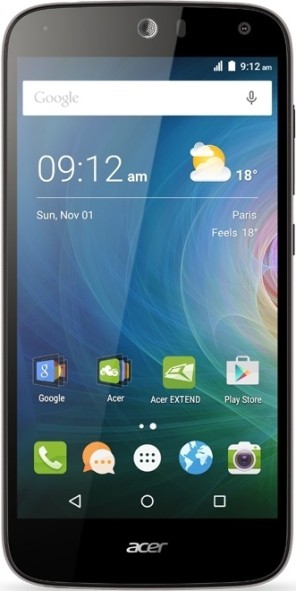 9:12 am
Google
09:12 am
18°
Sun, Nov 01
Paris
Feels 18°
Google
Acer
Acer EXTEND
Play Store
acer